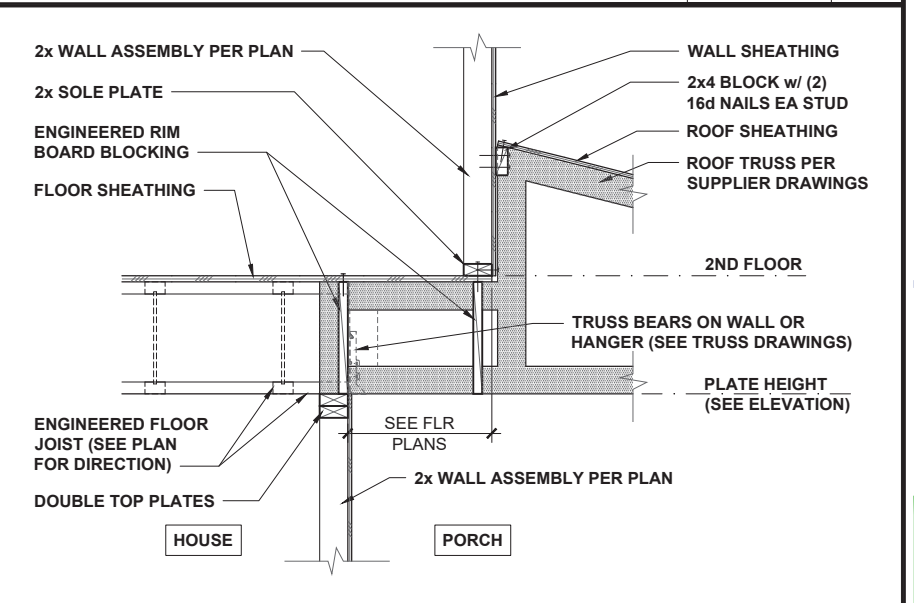 2x WALL ASSEMBLY PER PLAN
2x SOLE PLATE
ENGINEERED RIM
BOARD BLOCKING
FLOOR SHEATHING
WALL SHEATHING
2x4 BLOCK w/ (2)
16d NAILS EA STUD
ROOF SHEATHING
ROOF TRUSS PER
SUPPLIER DRAWINGS
2ND FLOOR
TRUSS BEARS ON WALL OR
HANGER (SEE TRUSS DRAWINGS)
PLATE HEIGHT
(SEE ELEVATION)
ENGINEERED FLOOR
JOIST (SEE PLAN
FOR DIRECTION)
DOUBLE TOP PLATES
SEE FLR
PLANS
2x WALL ASSEMBLY PER PLAN
HOUSE
PORCH